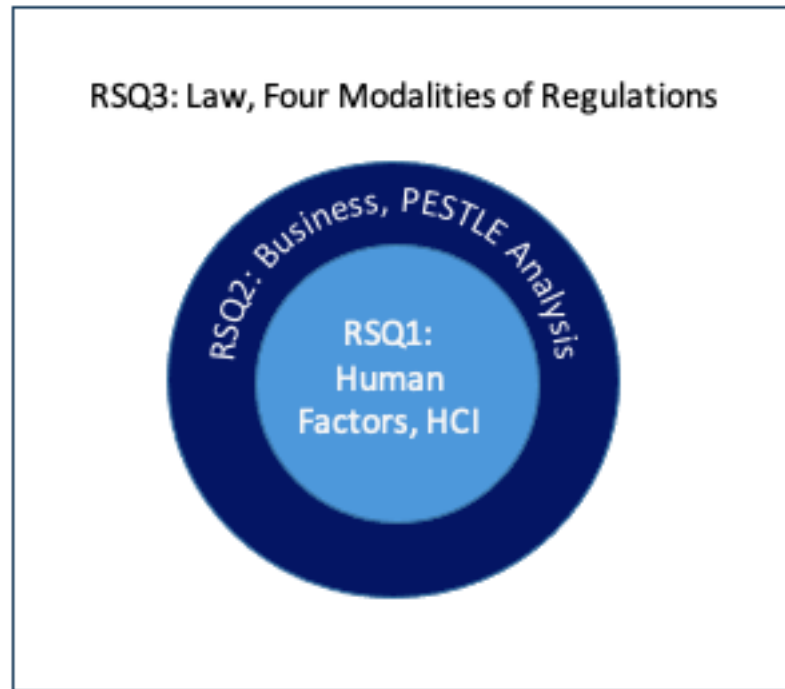 RSQ3: Law, Four Modalities of Regulations
RSQ2: Business, PESTLE Analysis
RSQ1:
Human
Factors, HCI